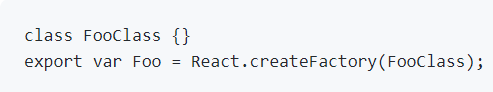 class FooClass {}
export var Foo = React.createFactory(FooClass);